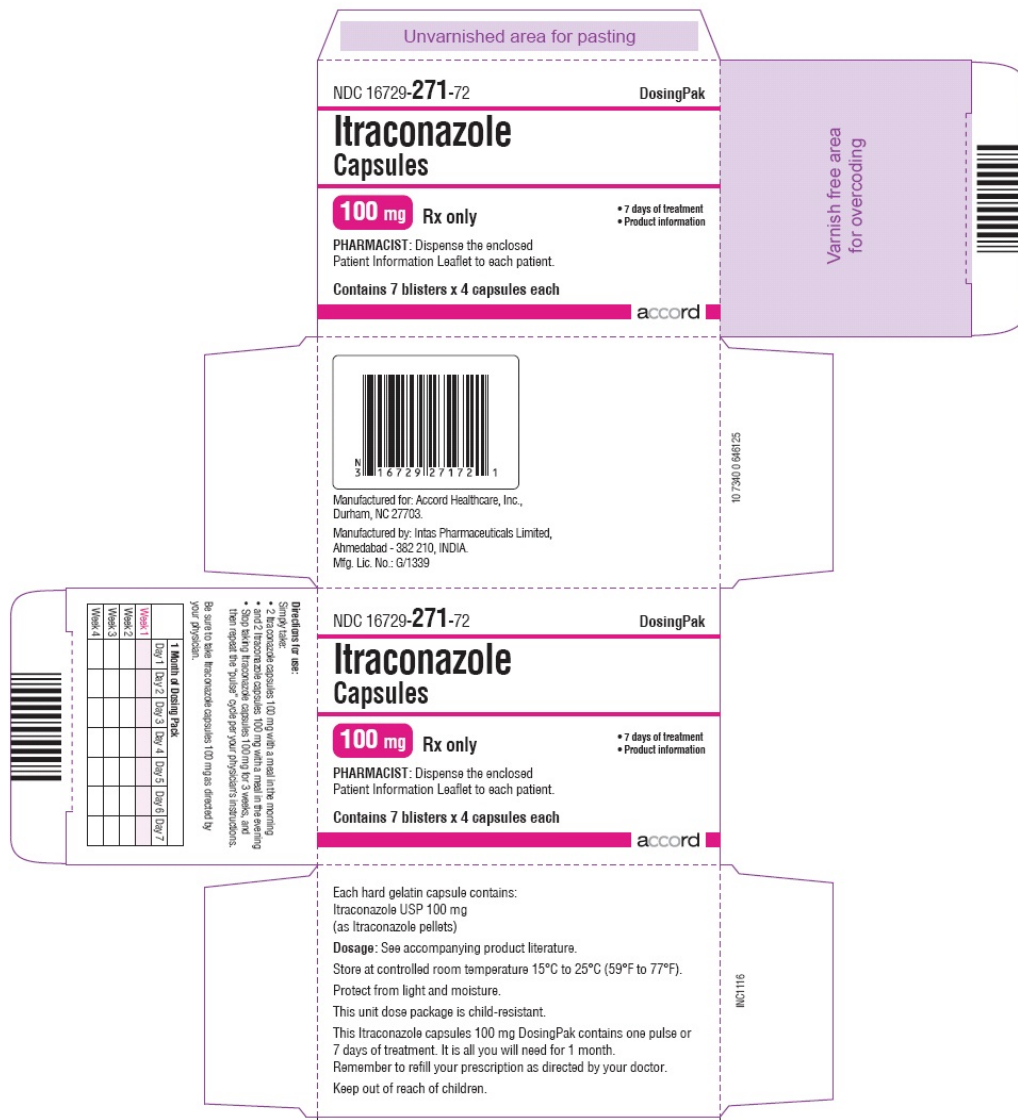 Unvarnished area for pasting
NDC 16729-271-72
DosingPak
Itraconazole
Capsules
100 mg
Rx only
• 7 days of treatment
• Product information
PHARMACIST: Dispense the enclosed
Patient Information Leaflet to each patient.
Contains 7 blisters x 4 capsules each
accord
Varnish free area
for overcoding
N
3 16729 27172 1
Manufactured for: Accord Healthcare, Inc.,
Durham, NC 27703.
Manufactured by: Intas Pharmaceuticals Limited,
Ahmedabad - 382 210, INDIA.
Mfg. Lic. No.: G/1339
10 7340 0 646125
Directions for use:
Simply take:
• 2 Itraconazole capsules 100 mg with a meal in the morning
• and 2 Itraconazole capsules 100 mg with a meal in the evening
• Stop taking Itraconazole capsules 100 mg for 3 weeks, and
then repeat the "pulse" cycle per your physician's instructions.
Be sure to take Itraconazole capsules 100 mg as directed by
your physician.
1 Month of Dosing Pack
Day 1 Day 2 Day 3 Day 4 Day 5 Day 6 Day 7
Week 1
Week 2
Week 3
Week 4
NDC 16729-271-72
DosingPak
Itraconazole
Capsules
100 mg
Rx only
• 7 days of treatment
• Product information
PHARMACIST: Dispense the enclosed
Patient Information Leaflet to each patient.
Contains 7 blisters x 4 capsules each
accord
Each hard gelatin capsule contains:
Itraconazole USP 100 mg
(as Itraconazole pellets)
Dosage: See accompanying product literature.
Store at controlled room temperature 15°C to 25°C (59°F to 77°F).
Protect from light and moisture.
This unit dose package is child-resistant.
This Itraconazole capsules 100 mg DosingPak contains one pulse or
7 days of treatment. It is all you will need for 1 month.
Remember to refill your prescription as directed by your doctor.
Keep out of reach of children.
INC1116